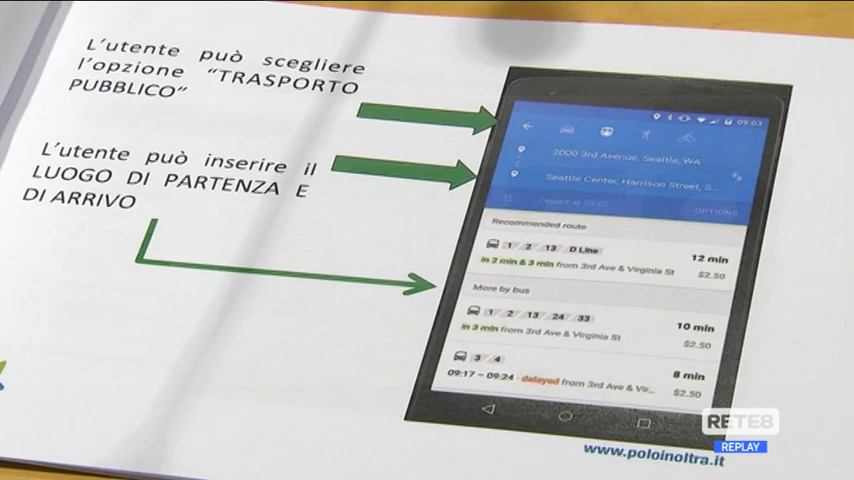 L'utente può scegliere
l'opzione "TRASPORTO
PUBBLICO"
L'utente può inserire il
LUOGO DI PARTENZA E
DI ARRIVO
09:03
2000 3rd Avenue, Seattle, WA
Seattle Center, Harrison Street, S...
Depart at 09:02
OPTIONS
Recommended route
1 / 2 / 13 / D Line
12 min
in 2 min & 3 min from 3rd Ave & Virginia St
$2.50
More by bus
1 / 2 / 13 / 24 / 33
10 min
in 3 min from 3rd Ave & Virginia St
$2.50
3 / 4
8 min
09:17 – 09:24 · delayed from 3rd Ave & Vir...
$2.50
www.poloinoltra.it
RETE8
REPLAY